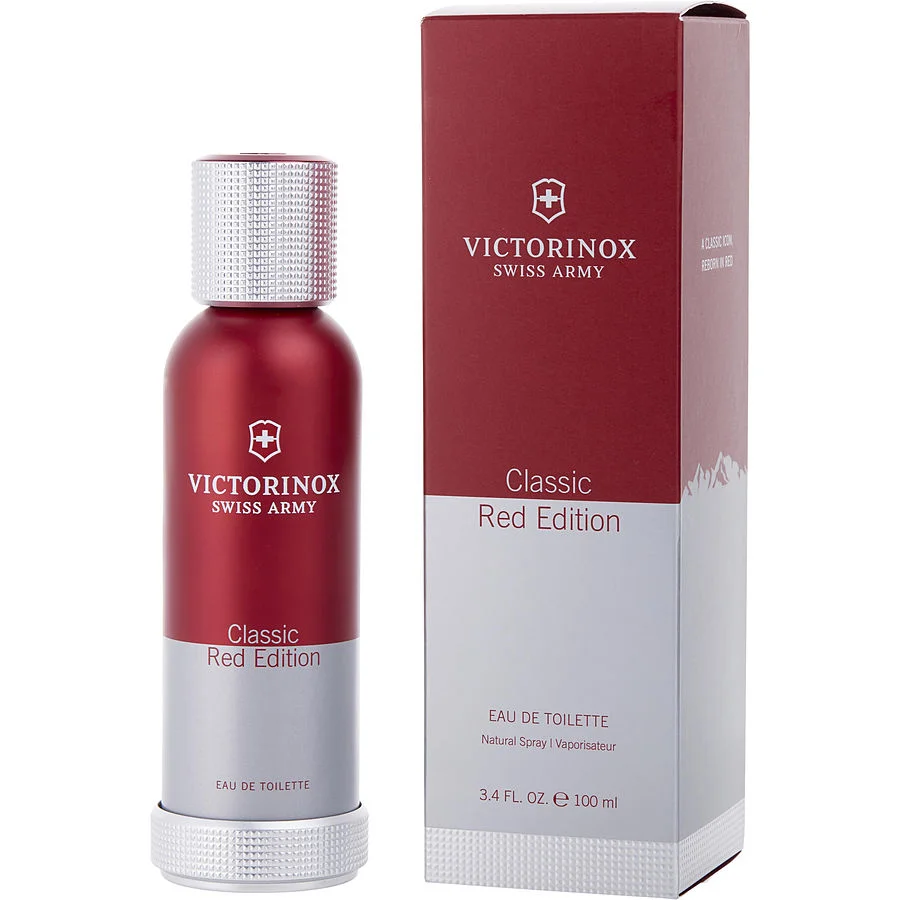 VICTORINOX
SWISS ARMY
Classic
Red Edition
EAU DE TOILETTE
VICTORINOX
SWISS ARMY
Classic
Red Edition
EAU DE TOILETTE
Natural Spray | Vaporisateur
3.4 FL. OZ. ℮ 100 ml
A CLASSIC ICON,
REBORN IN RED